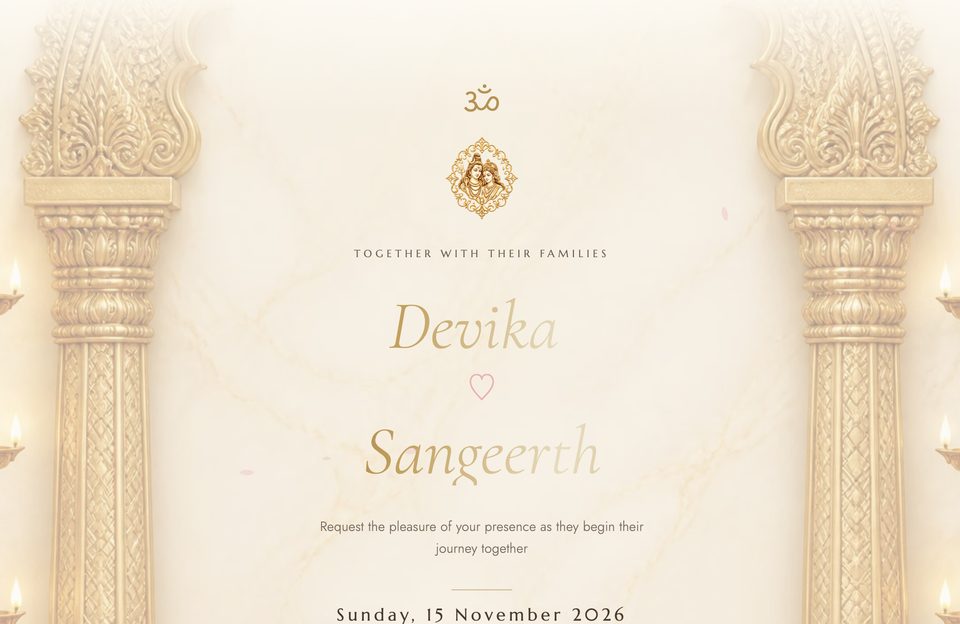 ॐ
TOGETHER WITH THEIR FAMILIES
Devika
Sangeerth
Request the pleasure of your presence as they begin their
journey together
Sunday, 15 November 2026